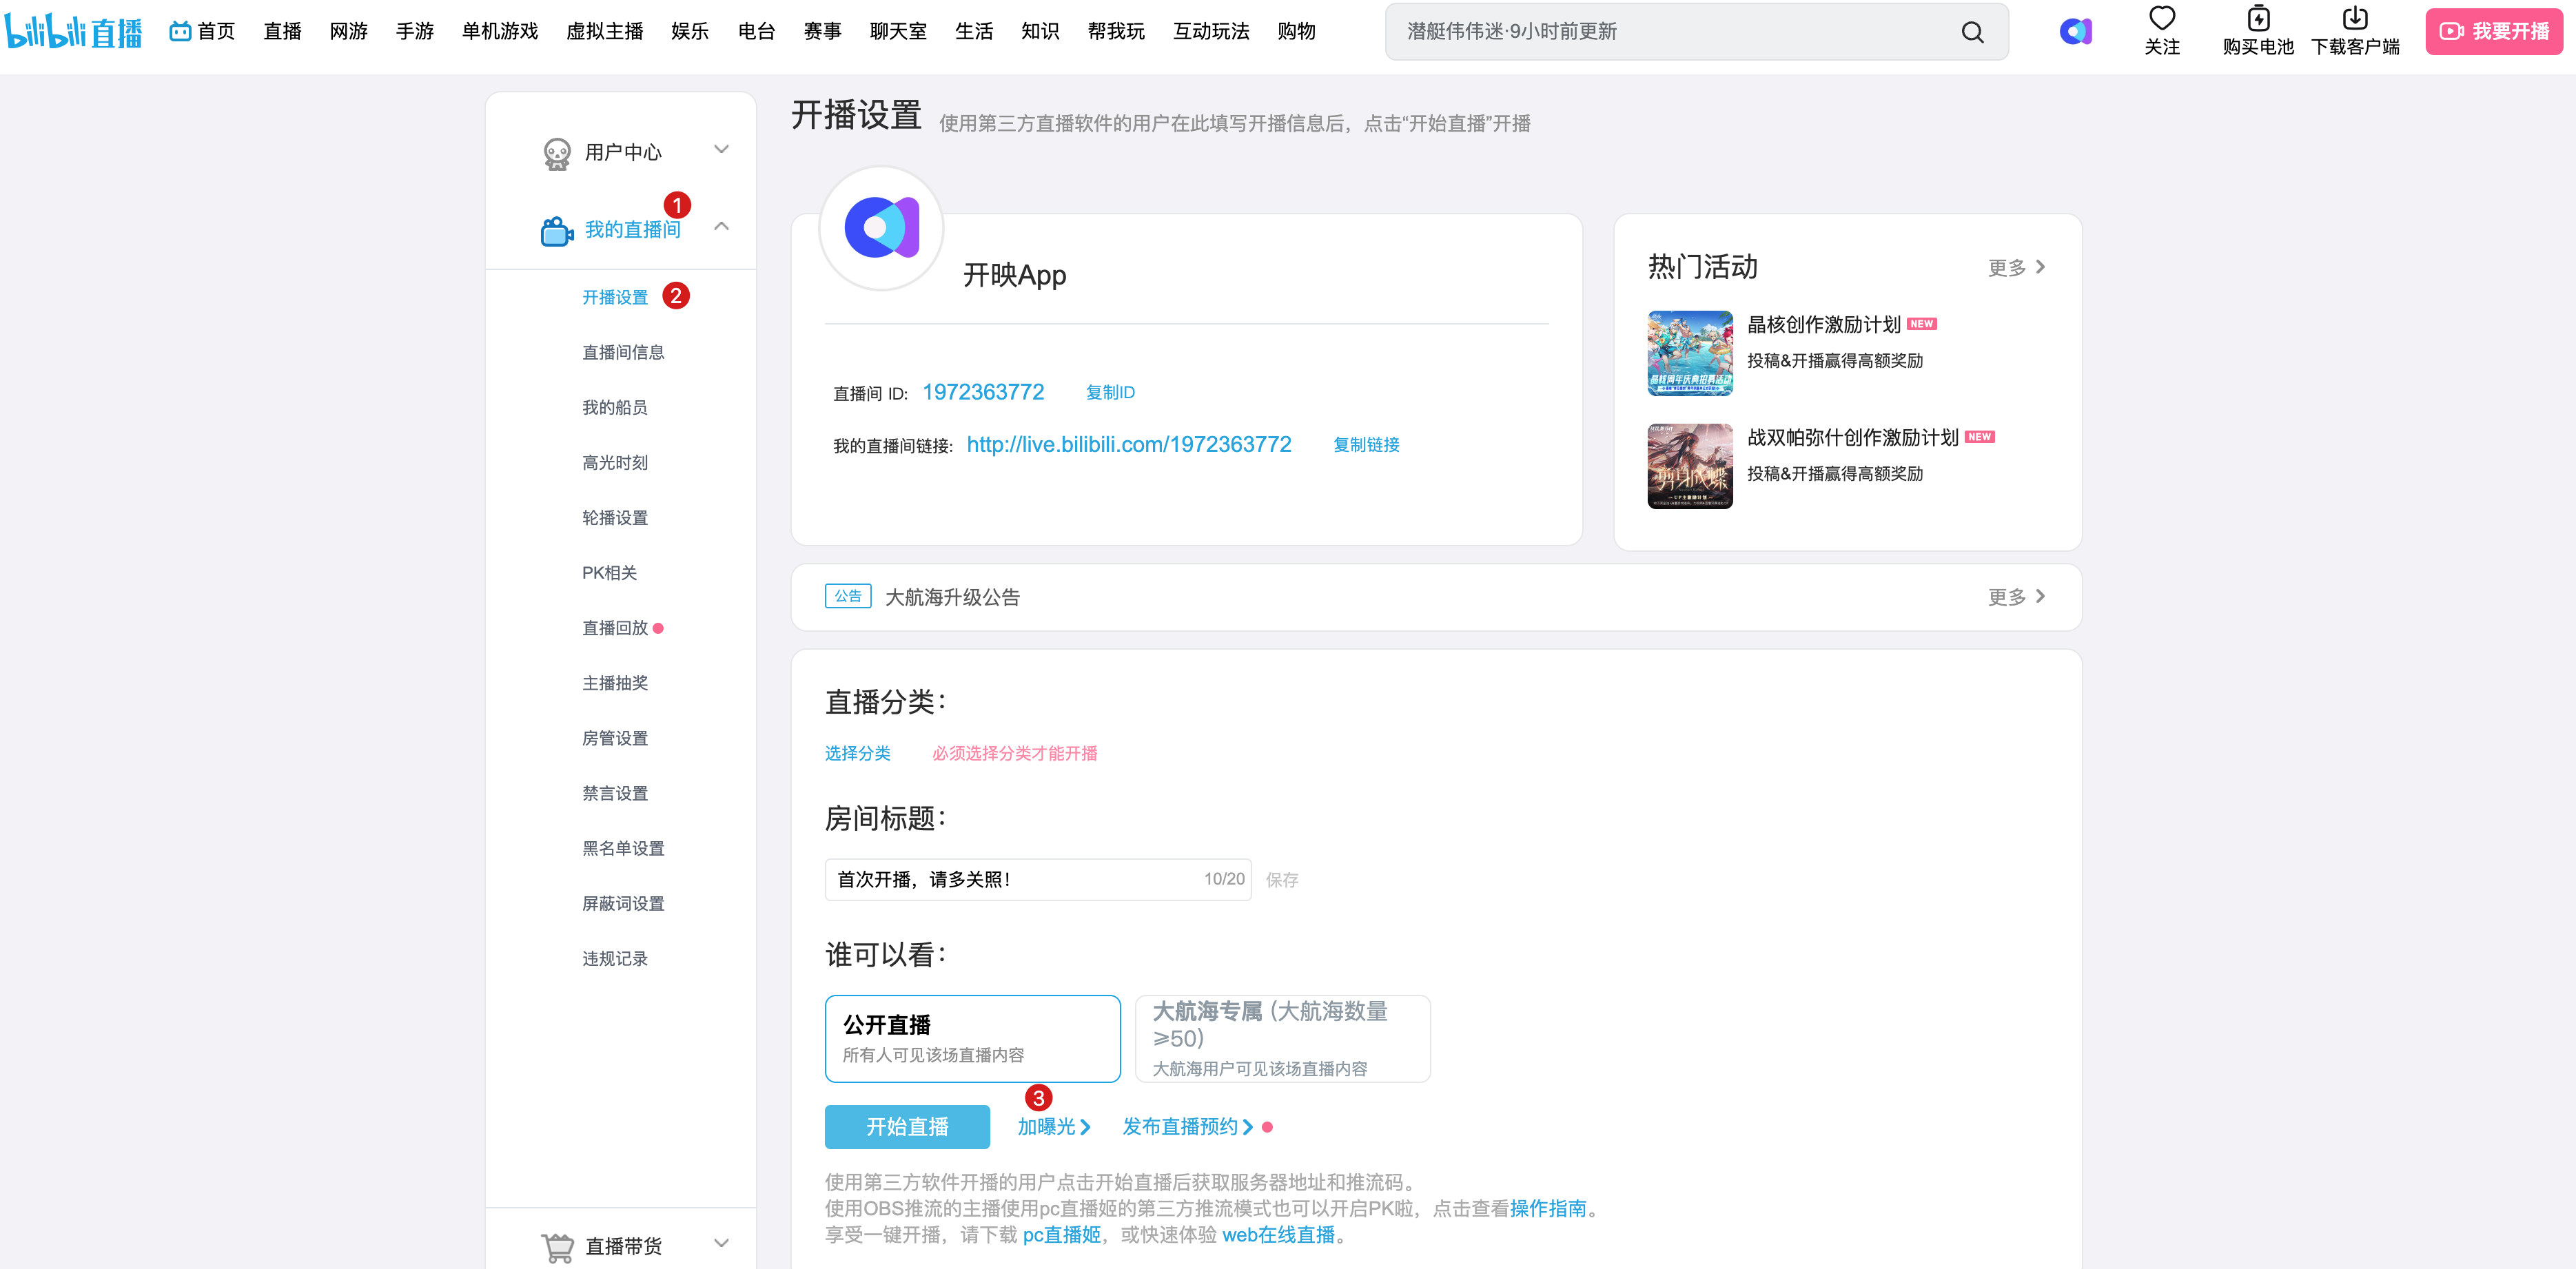 bilibili直播
首页 直播 网游 手游 单机游戏 虚拟主播 娱乐 电台 赛事 聊天室 生活 知识 帮我玩 互动玩法 购物
潜艇伟伟迷·9小时前更新
关注 购买电池 下载客户端 我要开播
用户中心
1
我的直播间
开播设置 2
直播间信息
我的船员
高光时刻
轮播设置
PK相关
直播回放
主播抽奖
房管设置
禁言设置
黑名单设置
屏蔽词设置
违规记录
直播带货
开播设置 使用第三方直播软件的用户在此填写开播信息后，点击“开始直播”开播
开映App
直播间 ID: 1972363772 复制ID
我的直播间链接: http://live.bilibili.com/1972363772 复制链接
热门活动 更多
晶核创作激励计划 NEW
投稿&开播赢得高额奖励
战双帕弥什创作激励计划 NEW
投稿&开播赢得高额奖励
剪身成蝶
公告 大航海升级公告 更多
直播分类：
选择分类 必须选择分类才能开播
房间标题：
首次开播，请多关照！ 10/20 保存
谁可以看：
公开直播
所有人可见该场直播内容
大航海专属 (大航海数量
≥50)
大航海用户可见该场直播内容
3
开始直播 加曝光 发布直播预约
使用第三方软件开播的用户点击开始直播后获取服务器地址和推流码。
使用OBS推流的主播使用pc直播姬的第三方推流模式也可以开启PK啦，点击查看操作指南。
享受一键开播，请下载 pc直播姬，或快速体验 web在线直播。